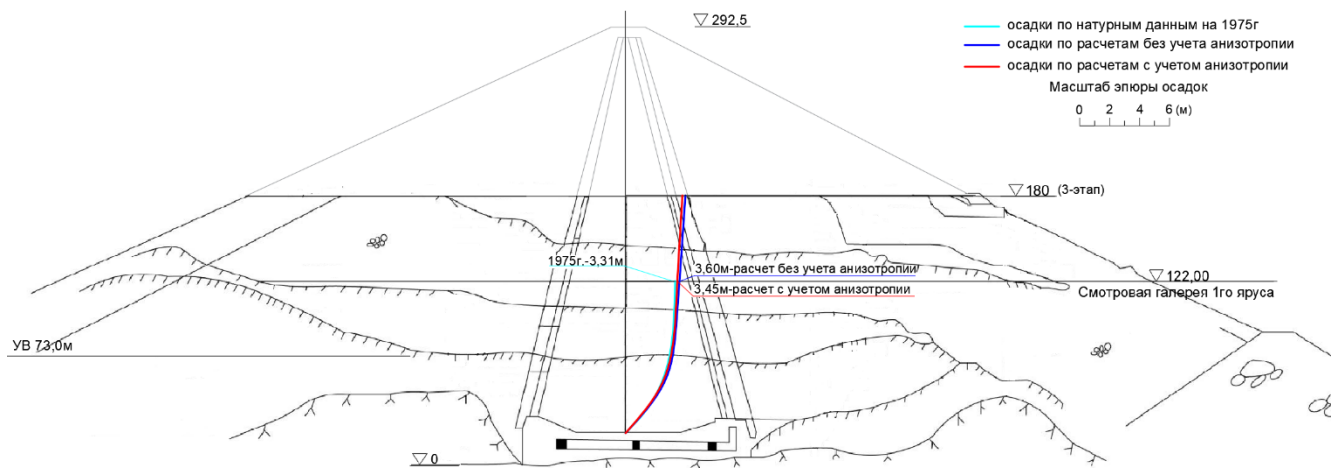 292,5
осадки по натурным данным на 1975г
осадки по расчетам без учета анизотропии
осадки по расчетам с учетом анизотропии
Масштаб эпюры осадок
0 2 4 6 (м)
180 (3-этап)
1975г.-3,31м
3,60м-расчет без учета анизотропии
3,45м-расчет с учетом анизотропии
122,00
Смотровая галерея 1го яруса
УВ 73,0м
0